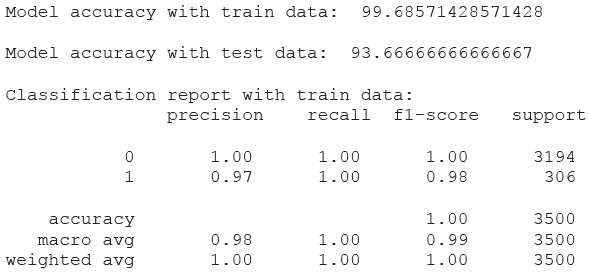 Model accuracy with train data:  99.68571428571428
Model accuracy with test data:  93.66666666666667
Classification report with train data:
precision    recall  f1-score   support
0       1.00      1.00      1.00      3194
1       0.97      1.00      0.98       306
accuracy                           1.00      3500
macro avg       0.98      1.00      0.99      3500
weighted avg       1.00      1.00      1.00      3500